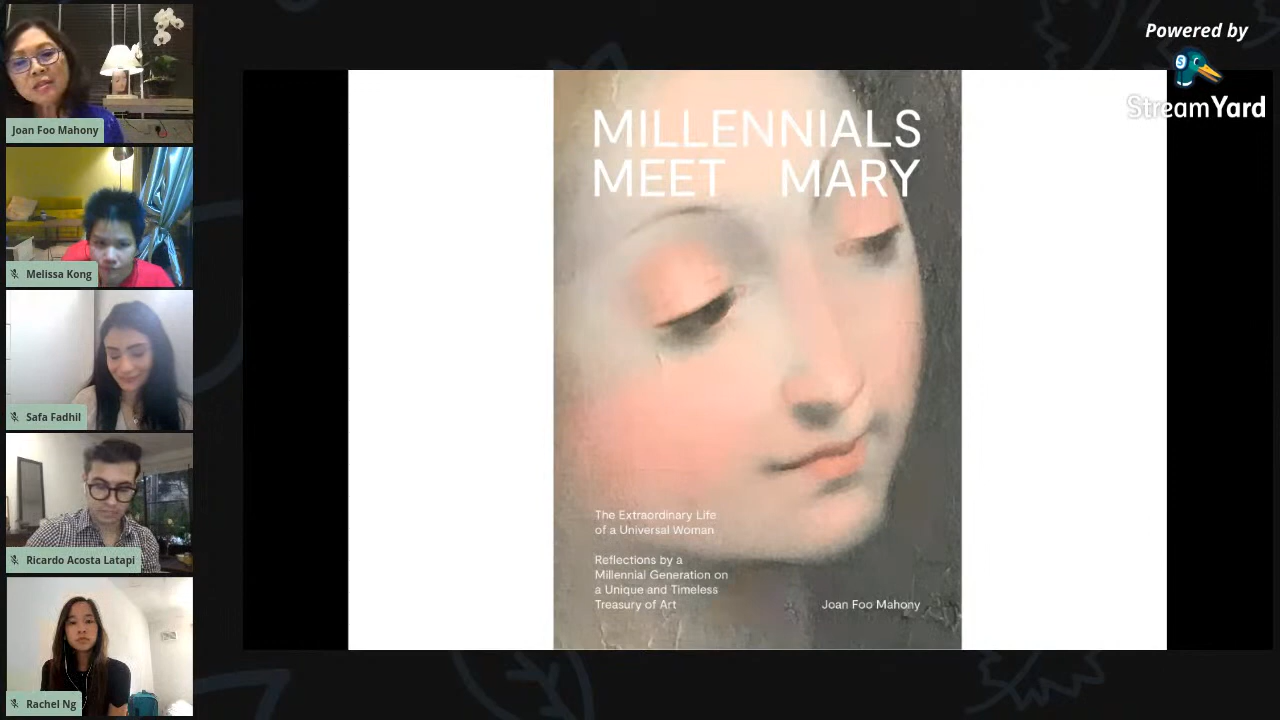 Joan Foo Mahony
Melissa Kong
Safa Fadhil
Ricardo Acosta Latapi
Rachel Ng
MILLENNIALS
MEET MARY
The Extraordinary Life
of a Universal Woman
Reflections by a
Millennial Generation on
a Unique and Timeless
Treasury of Art
Joan Foo Mahony
Powered by
S
StreamYard